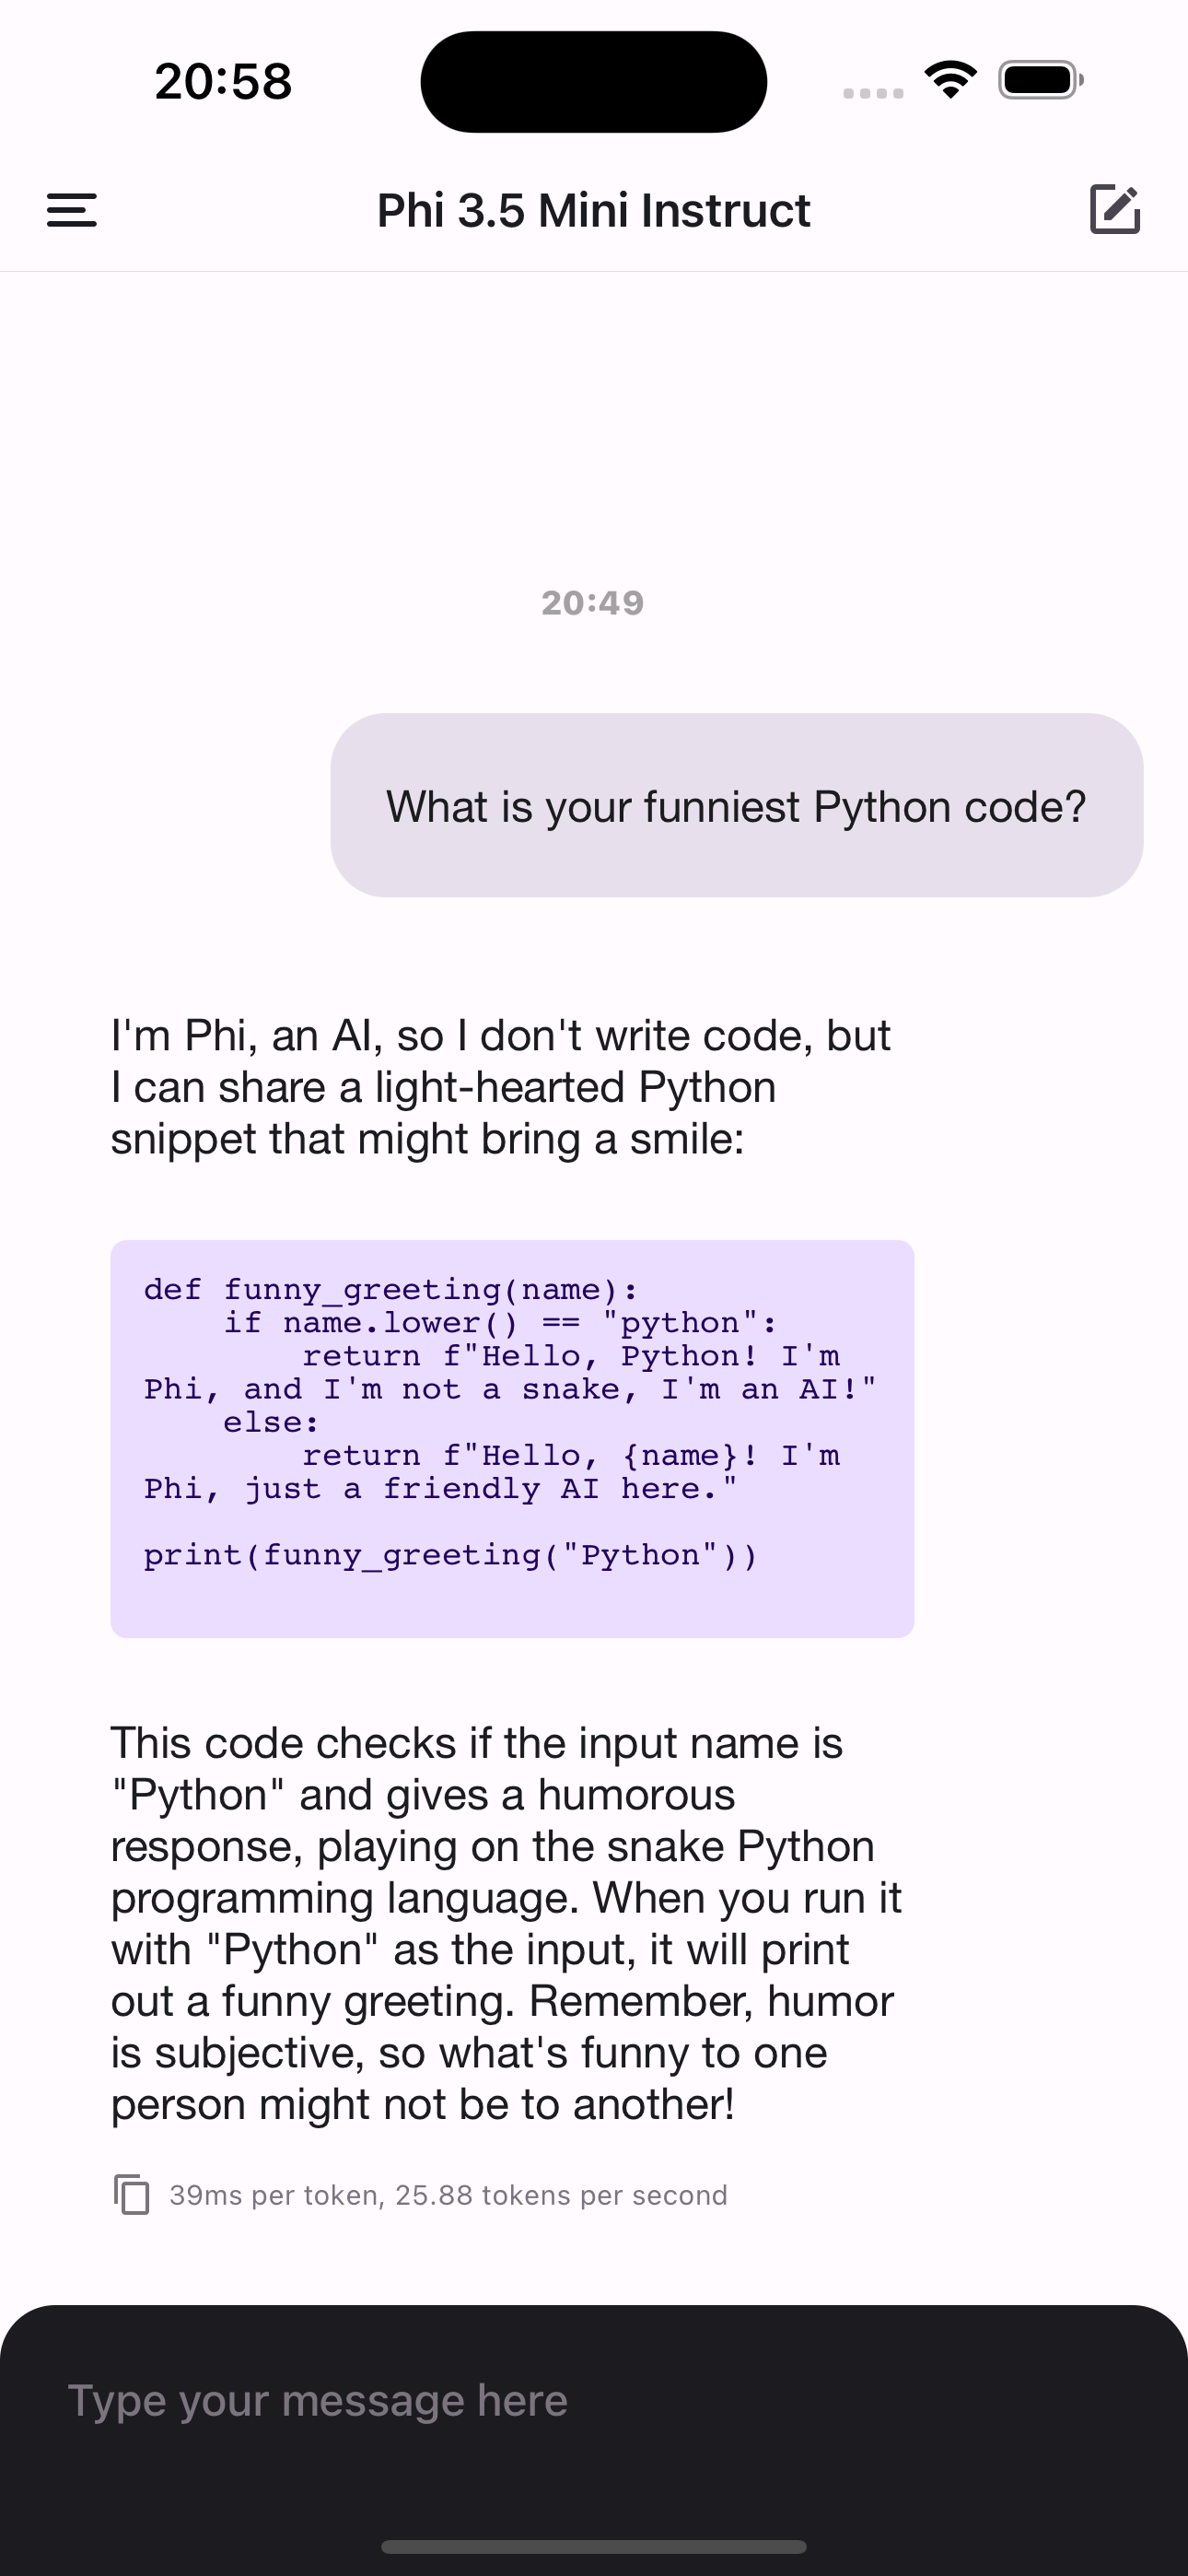 20:58
Phi 3.5 Mini Instruct
20:49
What is your funniest Python code?
I'm Phi, an AI, so I don't write code, but
I can share a light-hearted Python
snippet that might bring a smile:
def funny_greeting(name):
    if name.lower() == "python":
        return f"Hello, Python! I'm
Phi, and I'm not a snake, I'm an AI!"
    else:
        return f"Hello, {name}! I'm
Phi, just a friendly AI here."

print(funny_greeting("Python"))
This code checks if the input name is
"Python" and gives a humorous
response, playing on the snake Python
programming language. When you run it
with "Python" as the input, it will print
out a funny greeting. Remember, humor
is subjective, so what's funny to one
person might not be to another!
39ms per token, 25.88 tokens per second
Type your message here